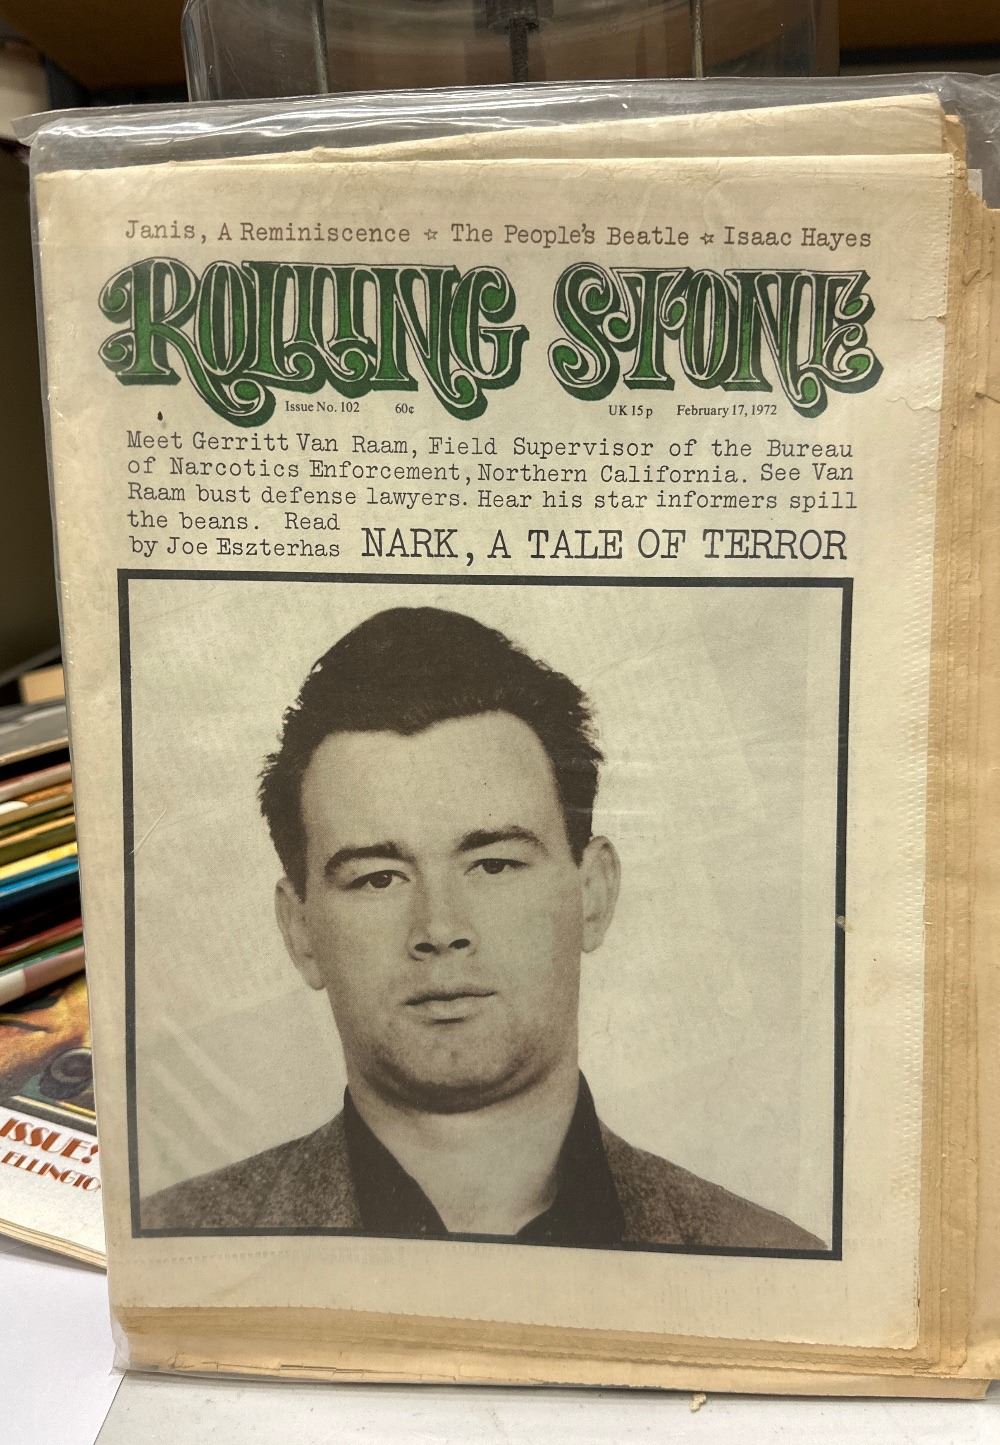 Janis, A Reminiscence ☆ The People's Beatle ☆ Isaac Hayes
ROLLING STONE
Issue No. 102 60¢ UK 15p February 17, 1972
Meet Gerritt Van Raam, Field Supervisor of the Bureau
of Narcotics Enforcement, Northern California. See Van
Raam bust defense lawyers. Hear his star informers spill
the beans. Read
by Joe Eszterhas NARK, A TALE OF TERROR
ISSUE!
ELLINGTO